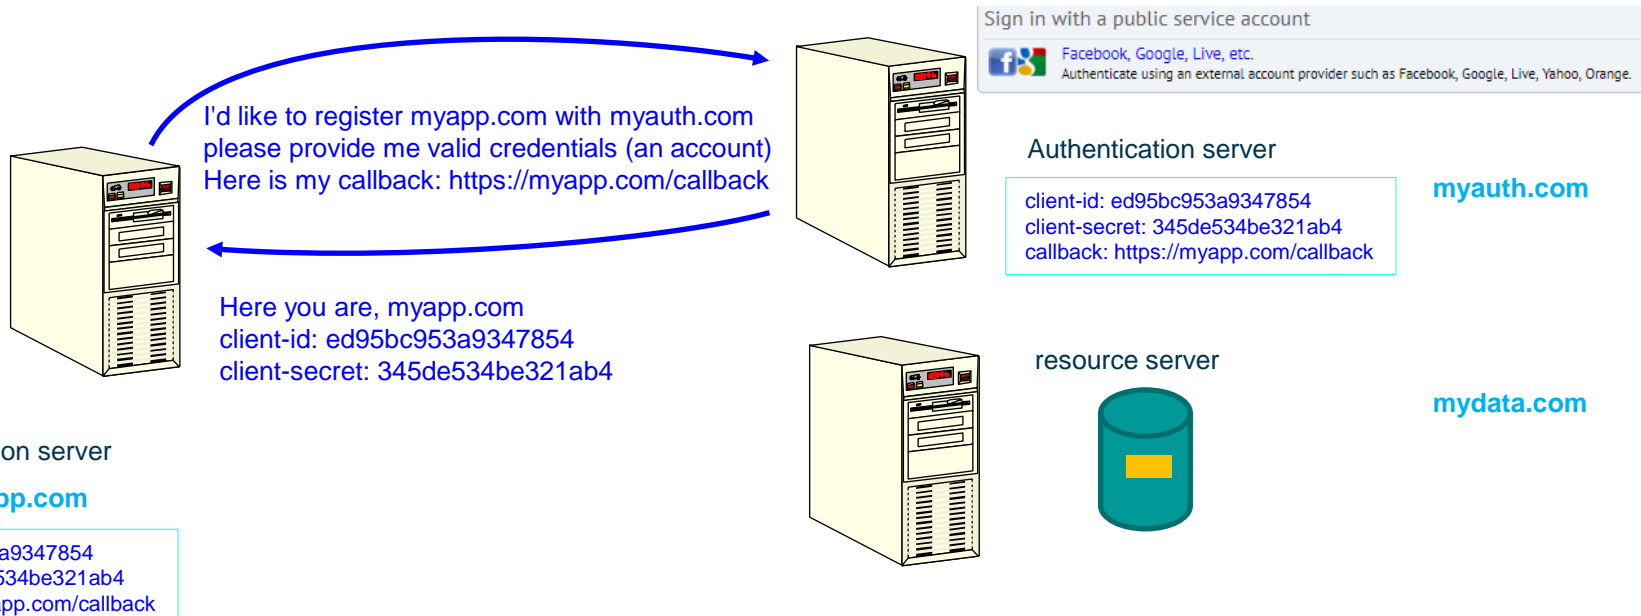 Sign in with a public service account
Facebook, Google, Live, etc.
Authenticate using an external account provider such as Facebook, Google, Live, Yahoo, Orange.
I'd like to register myapp.com with myauth.com
please provide me valid credentials (an account)
Here is my callback: https://myapp.com/callback
Authentication server
myauth.com
client-id: ed95bc953a9347854
client-secret: 345de534be321ab4
callback: https://myapp.com/callback
Here you are, myapp.com
client-id: ed95bc953a9347854
client-secret: 345de534be321ab4
resource server
mydata.com
on server
pp.com
a9347854
534be321ab4
app.com/callback